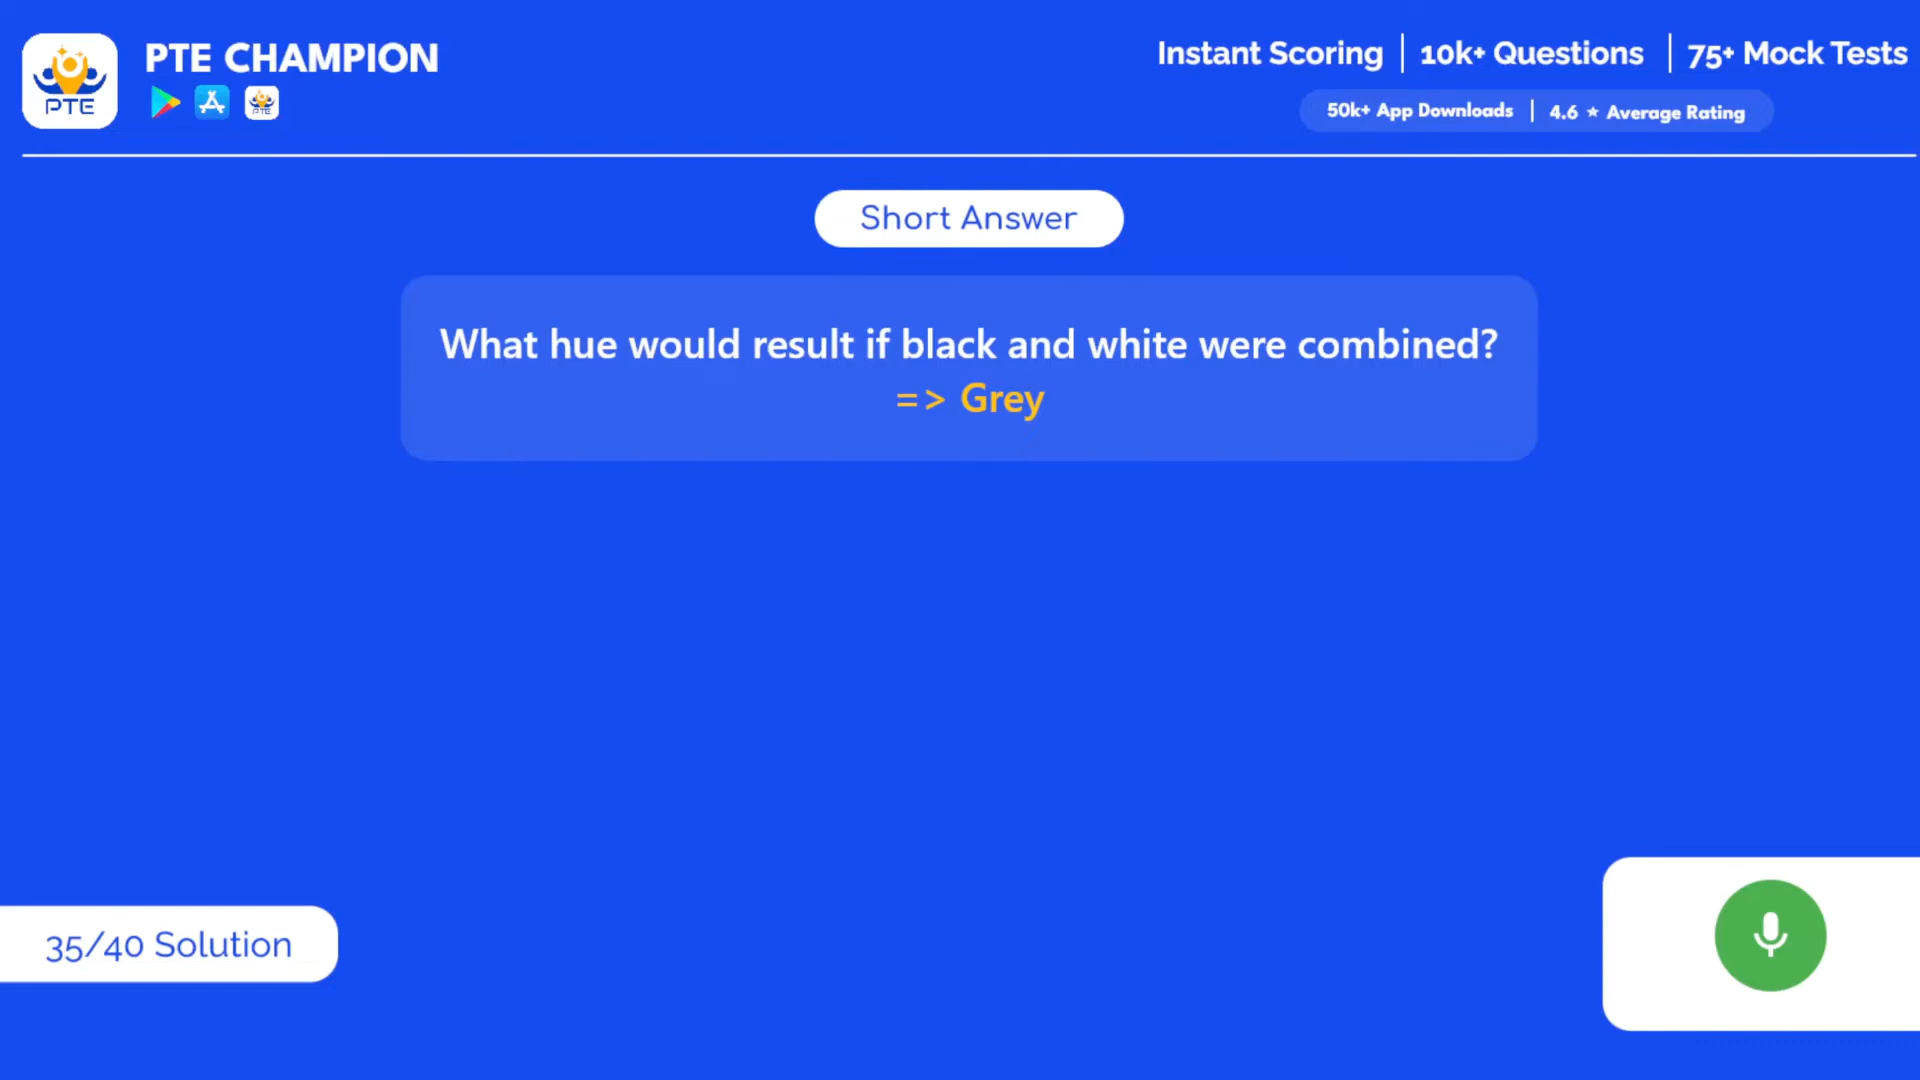 PTE CHAMPION
PTE
PTE
Instant Scoring | 10k+ Questions | 75+ Mock Tests
50k+ App Downloads | 4.6 ★ Average Rating
Short Answer
What hue would result if black and white were combined?
=> Grey
35/40 Solution